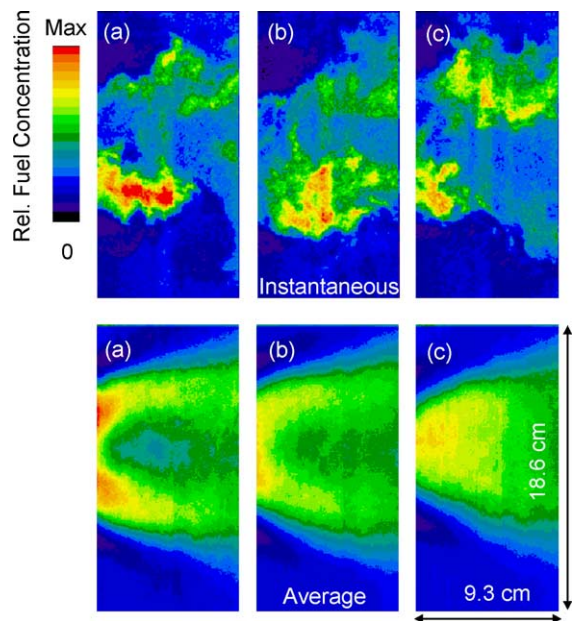 Max
Rel. Fuel Concentration
0
(a)
(b)
(c)
Instantaneous
(a)
(b)
(c)
18.6 cm
Average
9.3 cm